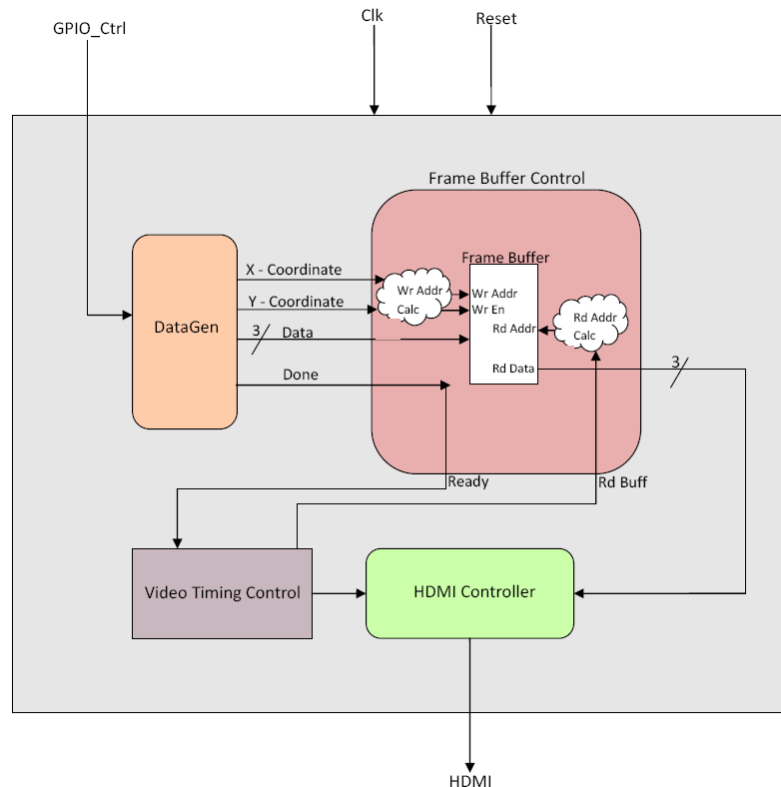 Clk
Reset
GPIO_Ctrl
Frame Buffer Control
Frame Buffer
X - Coordinate
Wr Addr
Calc
Wr Addr
Y - Coordinate
Wr En
Rd Addr
Calc
Rd Addr
DataGen
3
Data
Rd Data
3
Done
Ready
Rd Buff
Video Timing Control
HDMI Controller
HDMI